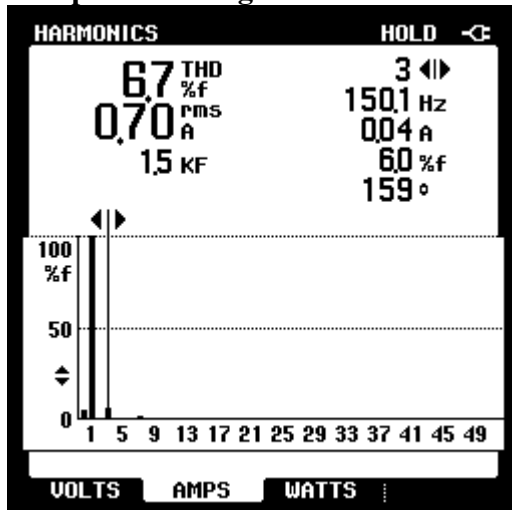 HARMONICS HOLD
6.7 THD %f
0.70 rms A
1.5 KF
3
150.1 Hz
0.04 A
6.0 %f
159 °
100
%f
50
0
1 5 9 13 17 21 25 29 33 37 41 45 49
VOLTS AMPS WATTS